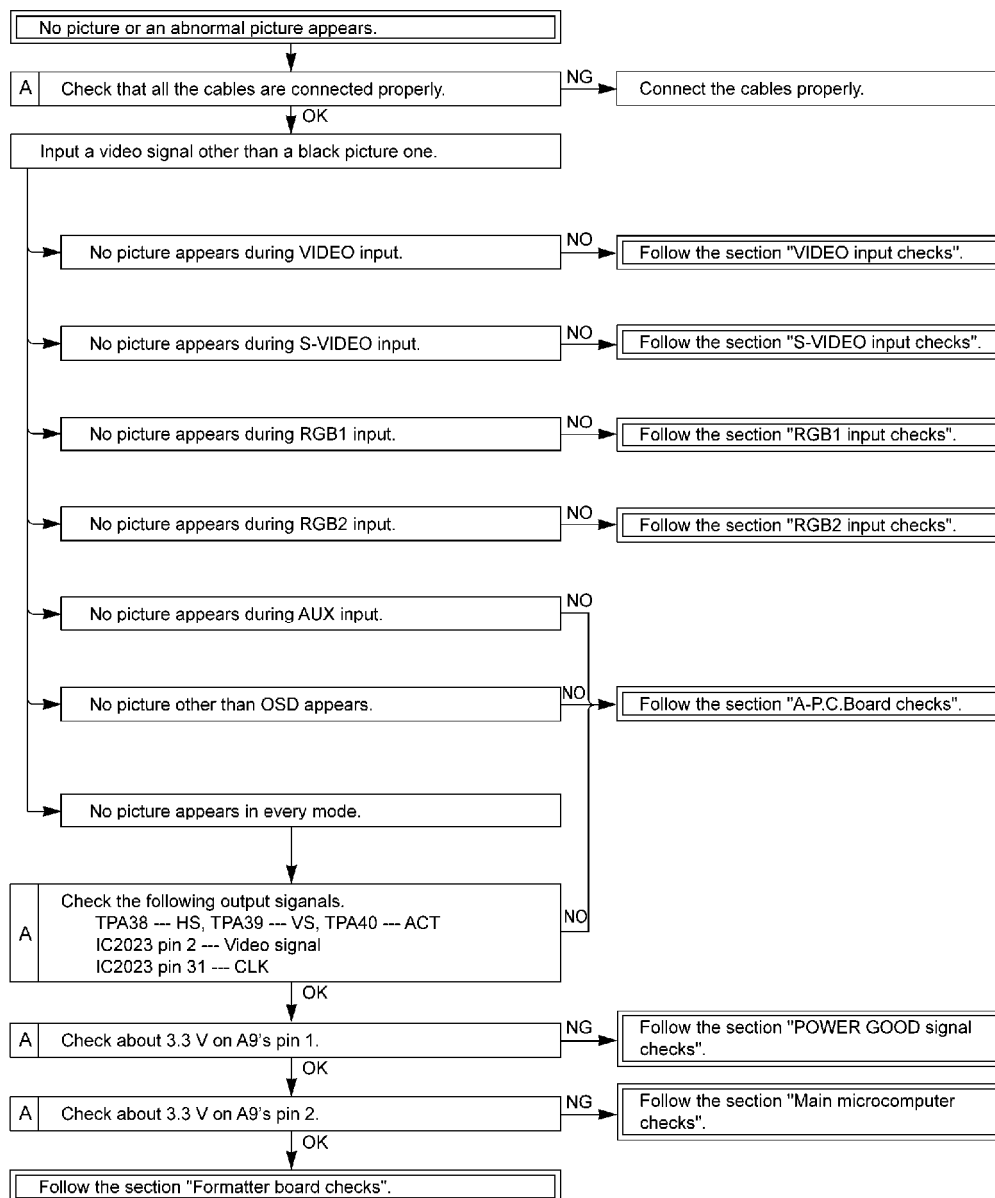 No picture or an abnormal picture appears.
A
Check that all the cables are connected properly.
NG
Connect the cables properly.
OK
Input a video signal other than a black picture one.
No picture appears during VIDEO input.
NO
Follow the section "VIDEO input checks".
No picture appears during S-VIDEO input.
NO
Follow the section "S-VIDEO input checks".
No picture appears during RGB1 input.
NO
Follow the section "RGB1 input checks".
No picture appears during RGB2 input.
NO
Follow the section "RGB2 input checks".
No picture appears during AUX input.
NO
No picture other than OSD appears.
NO
Follow the section "A-P.C.Board checks".
No picture appears in every mode.
A
Check the following output siganals.
TPA38 --- HS, TPA39 --- VS, TPA40 --- ACT
IC2023 pin 2 --- Video signal
IC2023 pin 31 --- CLK
NO
OK
A
Check about 3.3 V on A9's pin 1.
NG
Follow the section "POWER GOOD signal
checks".
OK
A
Check about 3.3 V on A9's pin 2.
NG
Follow the section "Main microcomputer
checks".
OK
Follow the section "Formatter board checks".